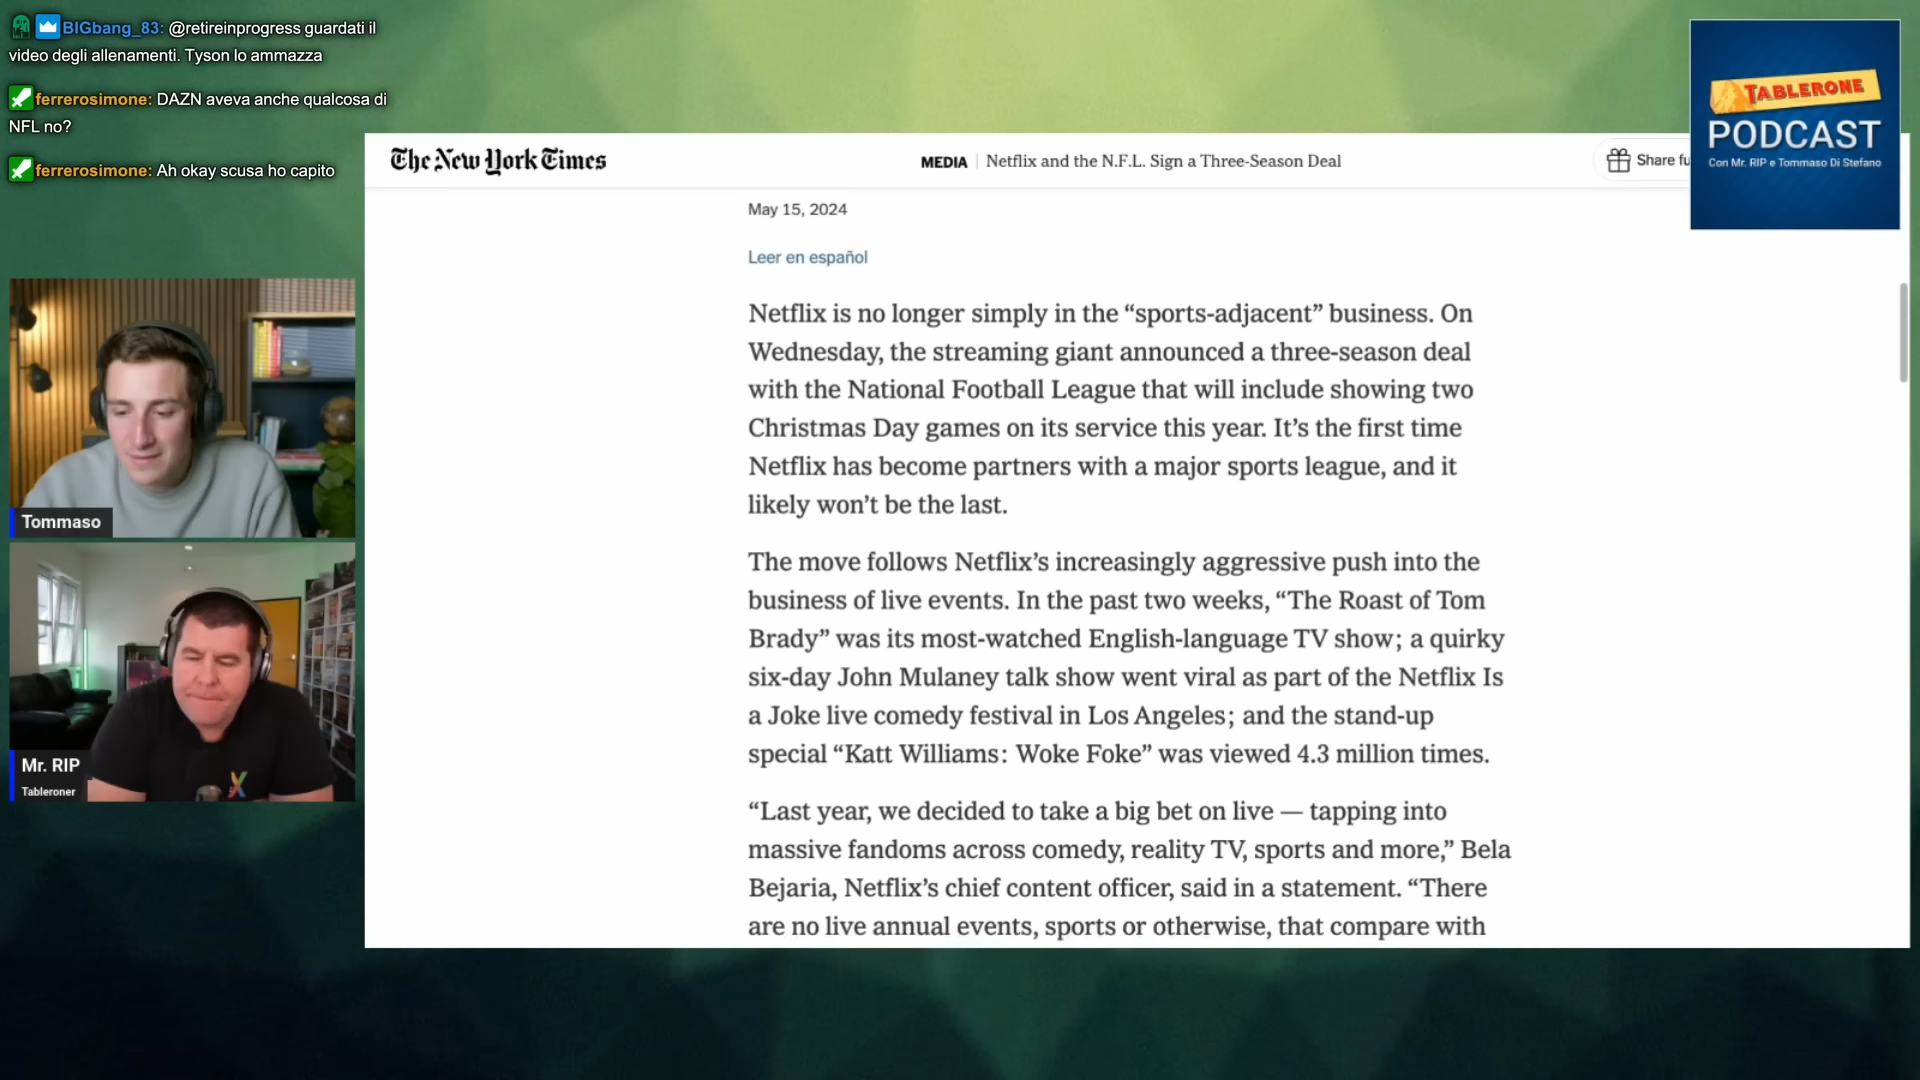 BIGbang_83: @retireinprogress guardati il
video degli allenamenti. Tyson lo ammazza
ferrerosimone: DAZN aveva anche qualcosa di
NFL no?
ferrerosimone: Ah okay scusa ho capito
TABLERONE
PODCAST
Con Mr. RIP e Tommaso Di Stefano
The New York Times
MEDIA | Netflix and the N.F.L. Sign a Three-Season Deal
Share fu
May 15, 2024
Leer en español
Netflix is no longer simply in the “sports-adjacent” business. On
Wednesday, the streaming giant announced a three-season deal
with the National Football League that will include showing two
Christmas Day games on its service this year. It’s the first time
Netflix has become partners with a major sports league, and it
likely won’t be the last.
The move follows Netflix’s increasingly aggressive push into the
business of live events. In the past two weeks, “The Roast of Tom
Brady” was its most-watched English-language TV show; a quirky
six-day John Mulaney talk show went viral as part of the Netflix Is
a Joke live comedy festival in Los Angeles; and the stand-up
special “Katt Williams: Woke Foke” was viewed 4.3 million times.
“Last year, we decided to take a big bet on live — tapping into
massive fandoms across comedy, reality TV, sports and more,” Bela
Bejaria, Netflix’s chief content officer, said in a statement. “There
are no live annual events, sports or otherwise, that compare with
Tommaso
Mr. RIP
Tableroner